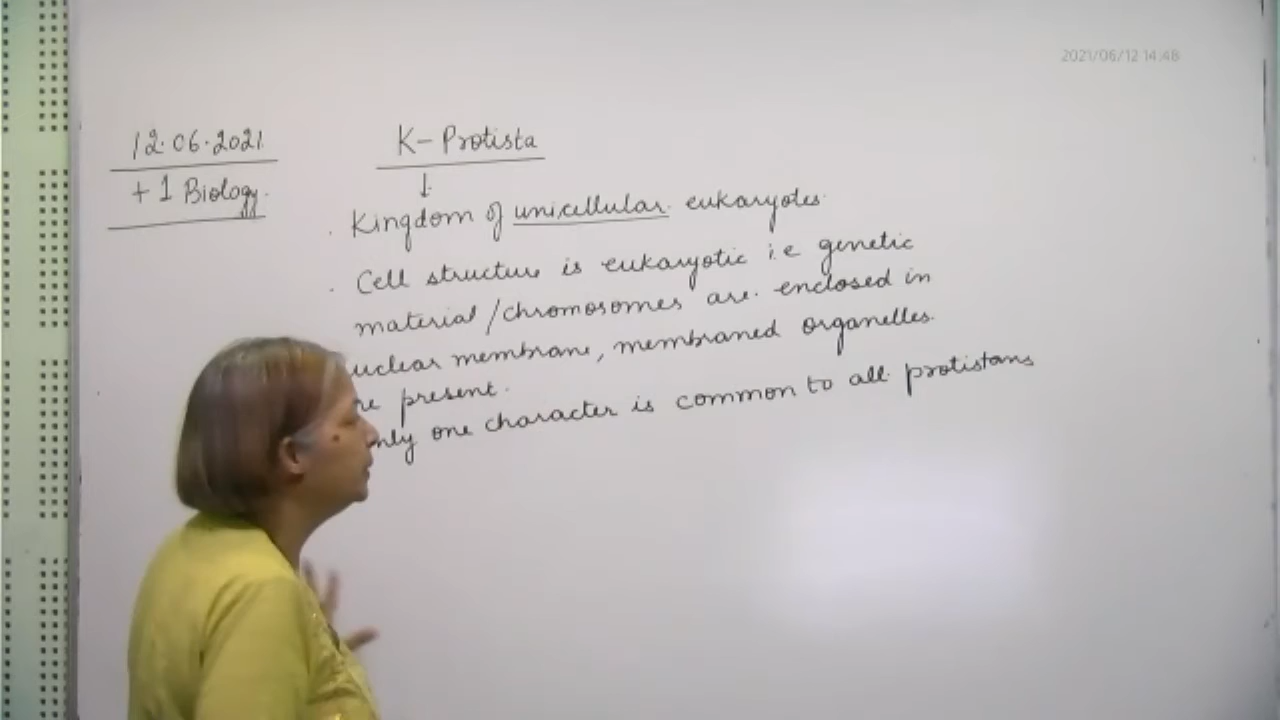 2021/06/12 14:48
12.06.2021
+1 Biology.
K- Protista
↓
. Kingdom of unicellular eukaryotes.
. Cell structure is eukaryotic i.e genetic
material/chromosomes are enclosed in
uclear membrane, membraned organelles.
re present.
nly one character is common to all protistans